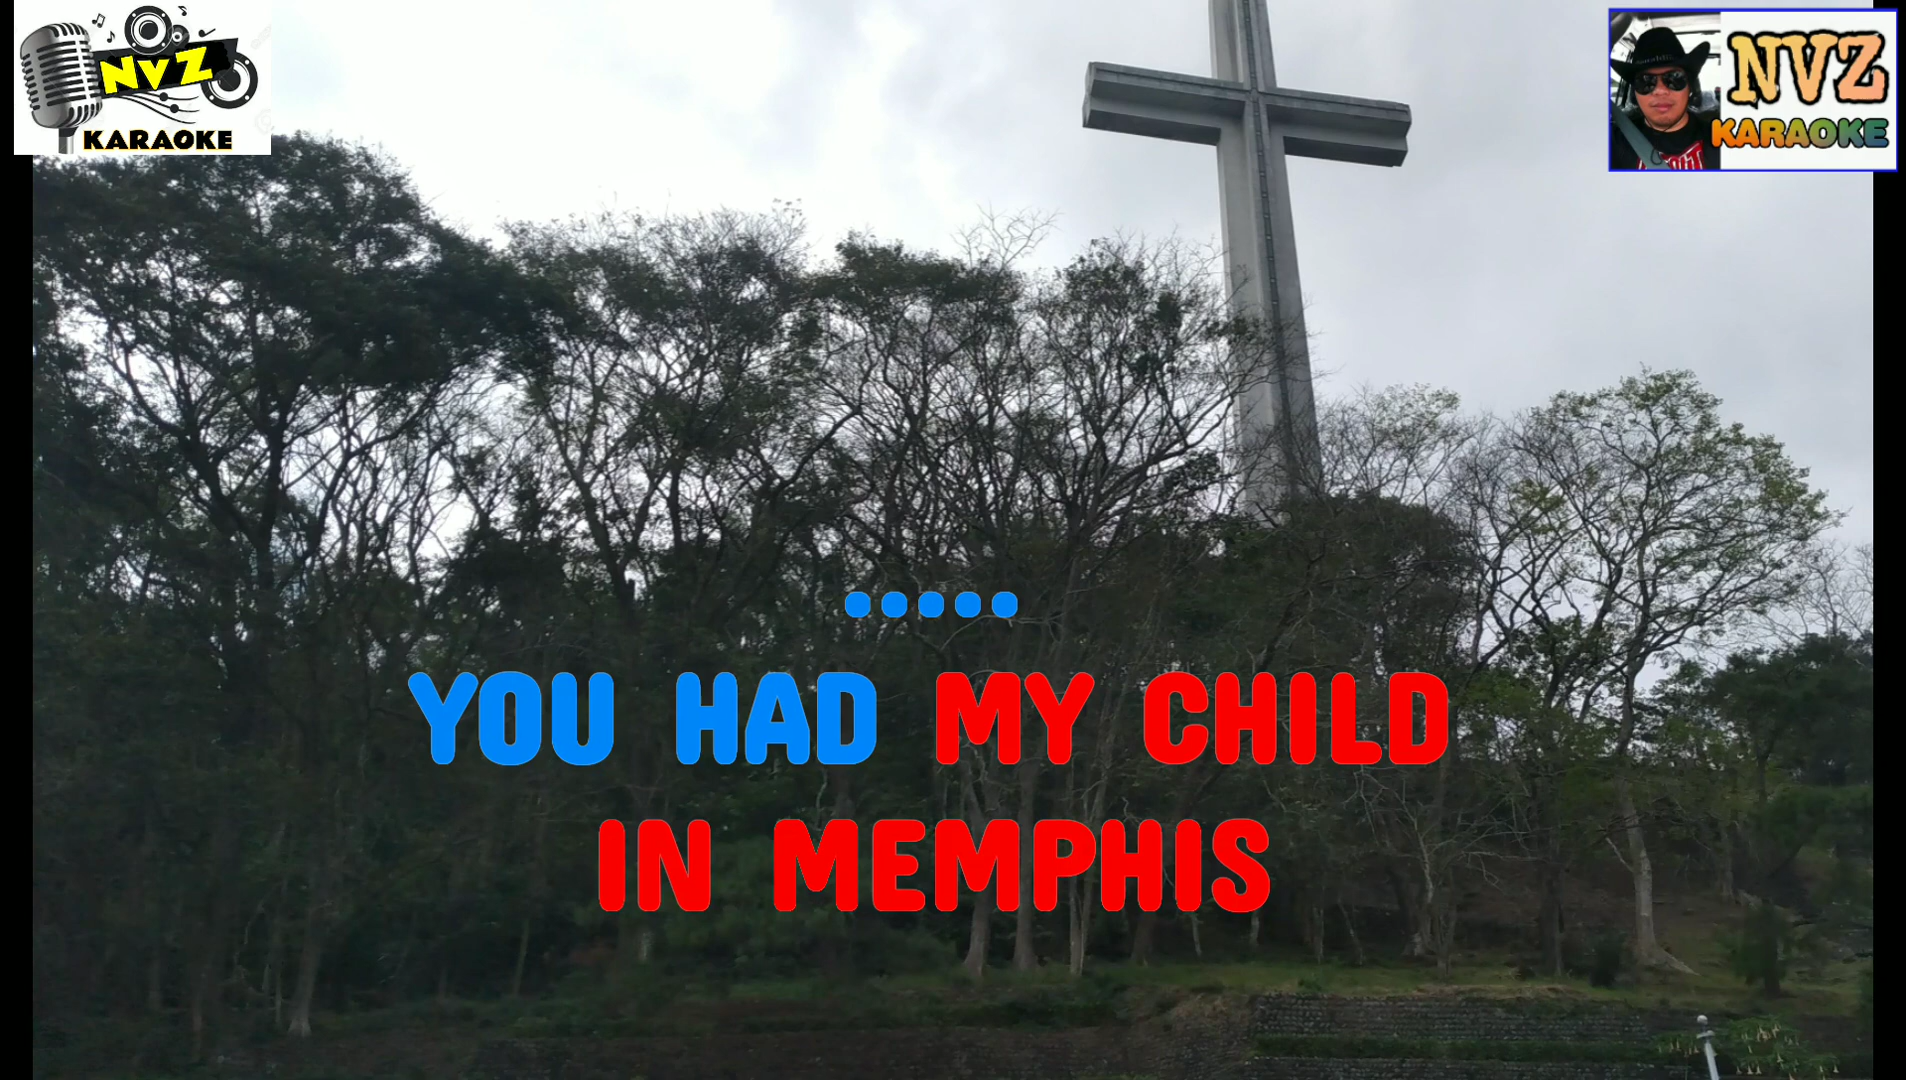 NVZ
KARAOKE
NVZ
KARAOKE
.....
YOU HAD MY CHILD
IN MEMPHIS